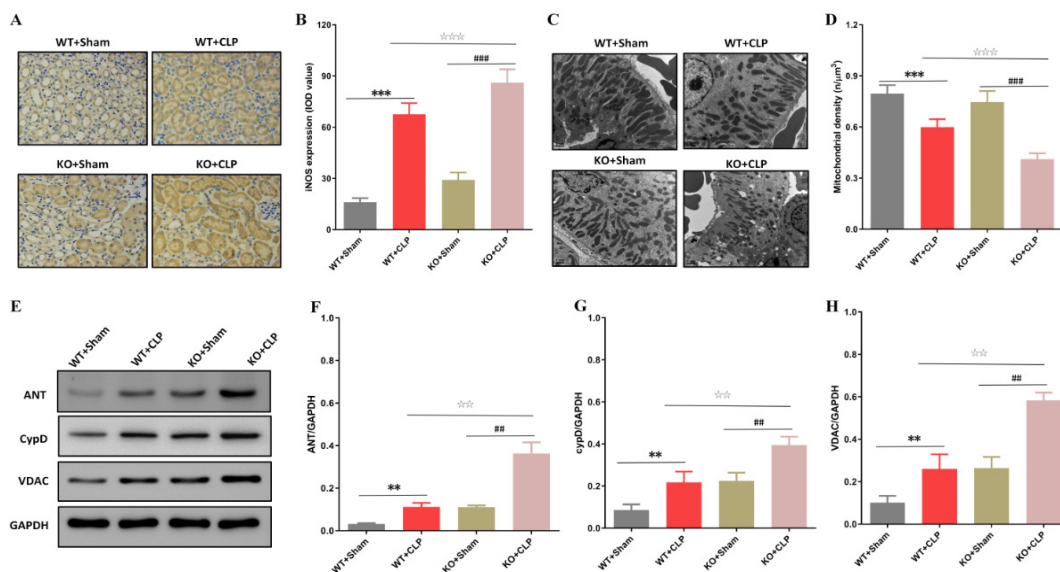 A
WT+Sham
WT+CLP
KO+Sham
KO+CLP
B
iNOS expression (IOD value)
120
90
60
30
0
***
###
☆☆☆
WT+Sham
WT+CLP
KO+Sham
KO+CLP
C
WT+Sham
WT+CLP
KO+Sham
KO+CLP
D
Mitochondrial density (n/μm³)
1.2
0.9
0.6
0.3
0.0
***
###
☆☆☆
WT+Sham
WT+CLP
KO+Sham
KO+CLP
E
WT+Sham
WT+CLP
KO+Sham
KO+CLP
ANT
CypD
VDAC
GAPDH
F
ANT/GAPDH
1.0
0.8
0.6
0.4
0.2
0.0
**
##
☆☆
WT+Sham
WT+CLP
KO+Sham
KO+CLP
G
cypD/GAPDH
1.0
0.8
0.6
0.4
0.2
0.0
**
##
☆☆
WT+Sham
WT+CLP
KO+Sham
KO+CLP
H
VDAC/GAPDH
1.0
0.8
0.6
0.4
0.2
0.0
**
##
☆☆
WT+Sham
WT+CLP
KO+Sham
KO+CLP